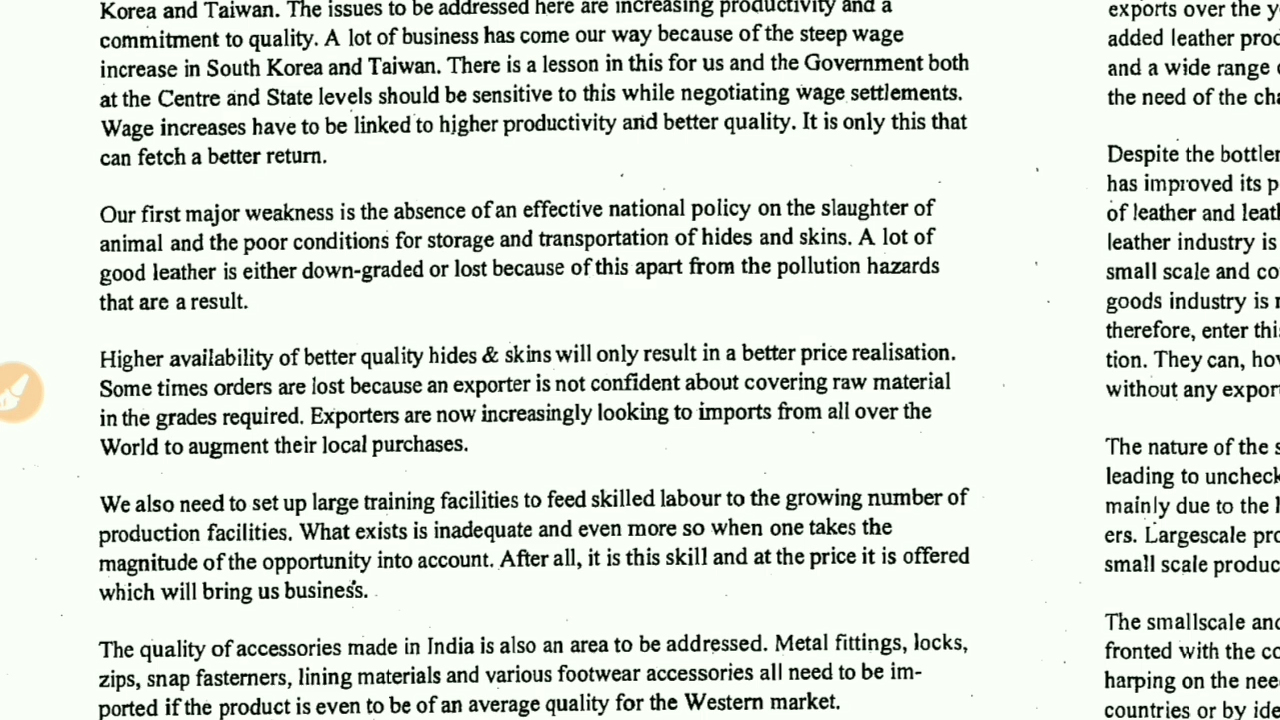 Korea and Taiwan. The issues to be addressed here are increasing productivity and a
commitment to quality. A lot of business has come our way because of the steep wage
increase in South Korea and Taiwan. There is a lesson in this for us and the Government both
at the Centre and State levels should be sensitive to this while negotiating wage settlements.
Wage increases have to be linked to higher productivity and better quality. It is only this that
can fetch a better return.
Our first major weakness is the absence of an effective national policy on the slaughter of
animal and the poor conditions for storage and transportation of hides and skins. A lot of
good leather is either down-graded or lost because of this apart from the pollution hazards
that are a result.
Higher availability of better quality hides & skins will only result in a better price realisation.
Some times orders are lost because an exporter is not confident about covering raw material
in the grades required. Exporters are now increasingly looking to imports from all over the
World to augment their local purchases.
We also need to set up large training facilities to feed skilled labour to the growing number of
production facilities. What exists is inadequate and even more so when one takes the
magnitude of the opportunity into account. After all, it is this skill and at the price it is offered
which will bring us business.
The quality of accessories made in India is also an area to be addressed. Metal fittings, locks,
zips, snap fasterners, lining materials and various footwear accessories all need to be im-
ported if the product is even to be of an average quality for the Western market.
exports over the
added leather
and a wide range
the need of the
Despite the
has improved its
of leather and
leather industry is
small scale and
goods industry is
therefore, enter
tion. They can,
without any
The nature of the
leading to
mainly due to the
ers. Largescale
small scale
The smallscale
fronted with the
harping on the
countries or by